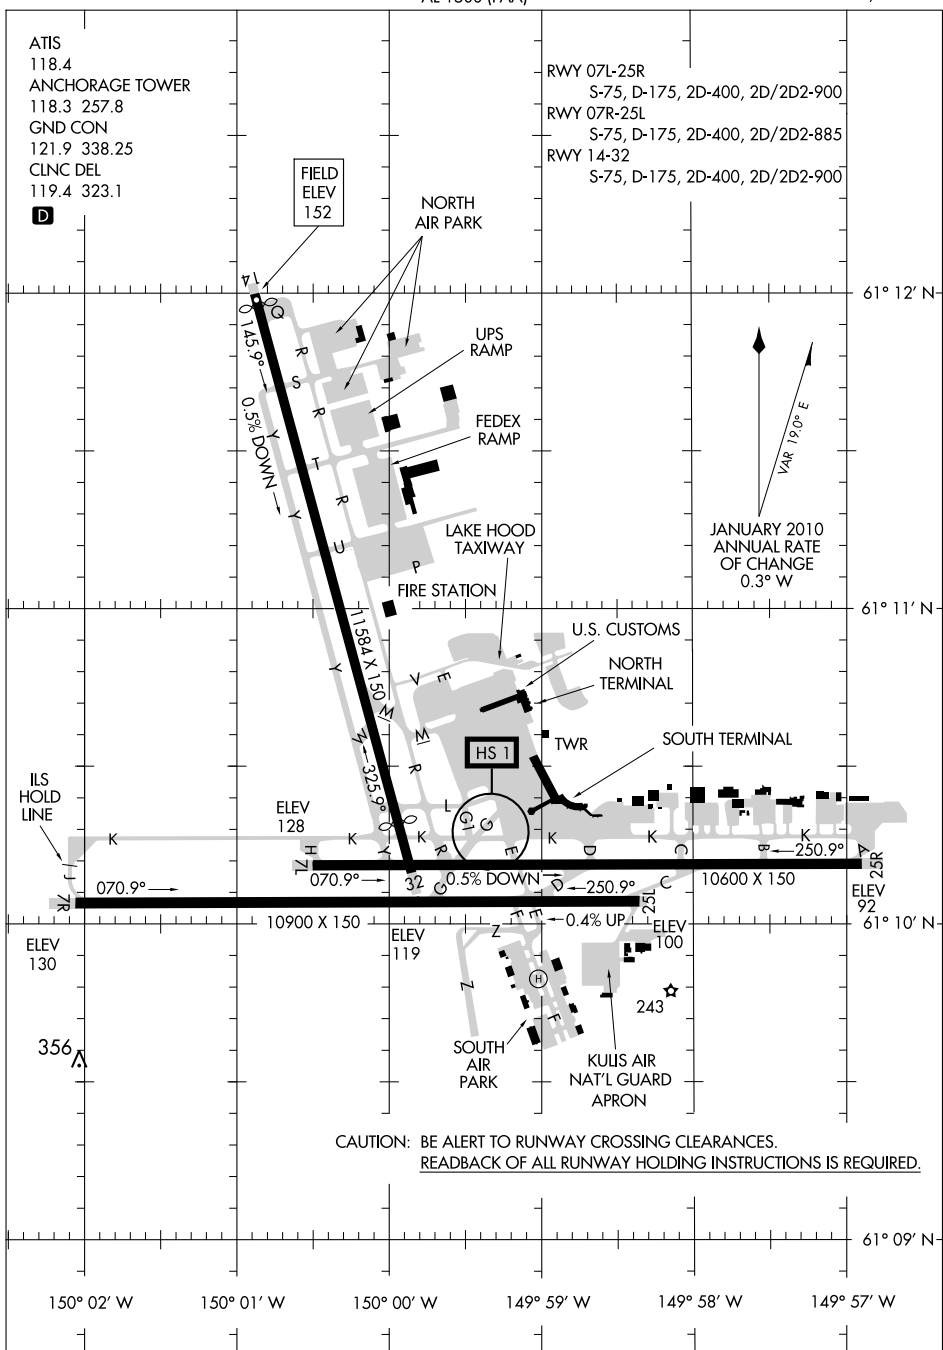 ATIS
118.4
ANCHORAGE TOWER
118.3 257.8
GND CON
121.9 338.25
CLNC DEL
119.4 323.1
D
RWY 07L-25R
S-75, D-175, 2D-400, 2D/2D2-900
RWY 07R-25L
S-75, D-175, 2D-400, 2D/2D2-885
RWY 14-32
S-75, D-175, 2D-400, 2D/2D2-900
FIELD
ELEV
152
NORTH
AIR PARK
14
61° 12' N
Q
0 145.9°
R
S
UPS
RAMP
0.5% DOWN
Y
R
FEDEX
RAMP
T
Y
R
U
P
VAR 19.0° E
JANUARY 2010
ANNUAL RATE
OF CHANGE
0.3° W
LAKE HOOD
TAXIWAY
FIRE STATION
61° 11' N
11584 X 150
U.S. CUSTOMS
NORTH
TERMINAL
Y
V
E
M
M
W
R
HS 1
TWR
SOUTH TERMINAL
325.9°
ILS
HOLD
LINE
ELEV
128
L
G1
G
K
K
K
K
K
K
H
Y
R
E
D
C
B
A
7L
070.9°
32
0.5% DOWN
250.9°
25R
J
7R
070.9°
G
D
250.9°
C
10600 X 150
25L
ELEV
92
61° 10' N
10900 X 150
F
E
0.4% UP
ELEV
130
ELEV
119
ELEV
100
Z
Z
H
F
243
356
SOUTH
AIR
PARK
KULIS AIR
NAT'L GUARD
APRON
CAUTION: BE ALERT TO RUNWAY CROSSING CLEARANCES.
READBACK OF ALL RUNWAY HOLDING INSTRUCTIONS IS REQUIRED.
61° 09' N
150° 02' W
150° 01' W
150° 00' W
149° 59' W
149° 58' W
149° 57' W